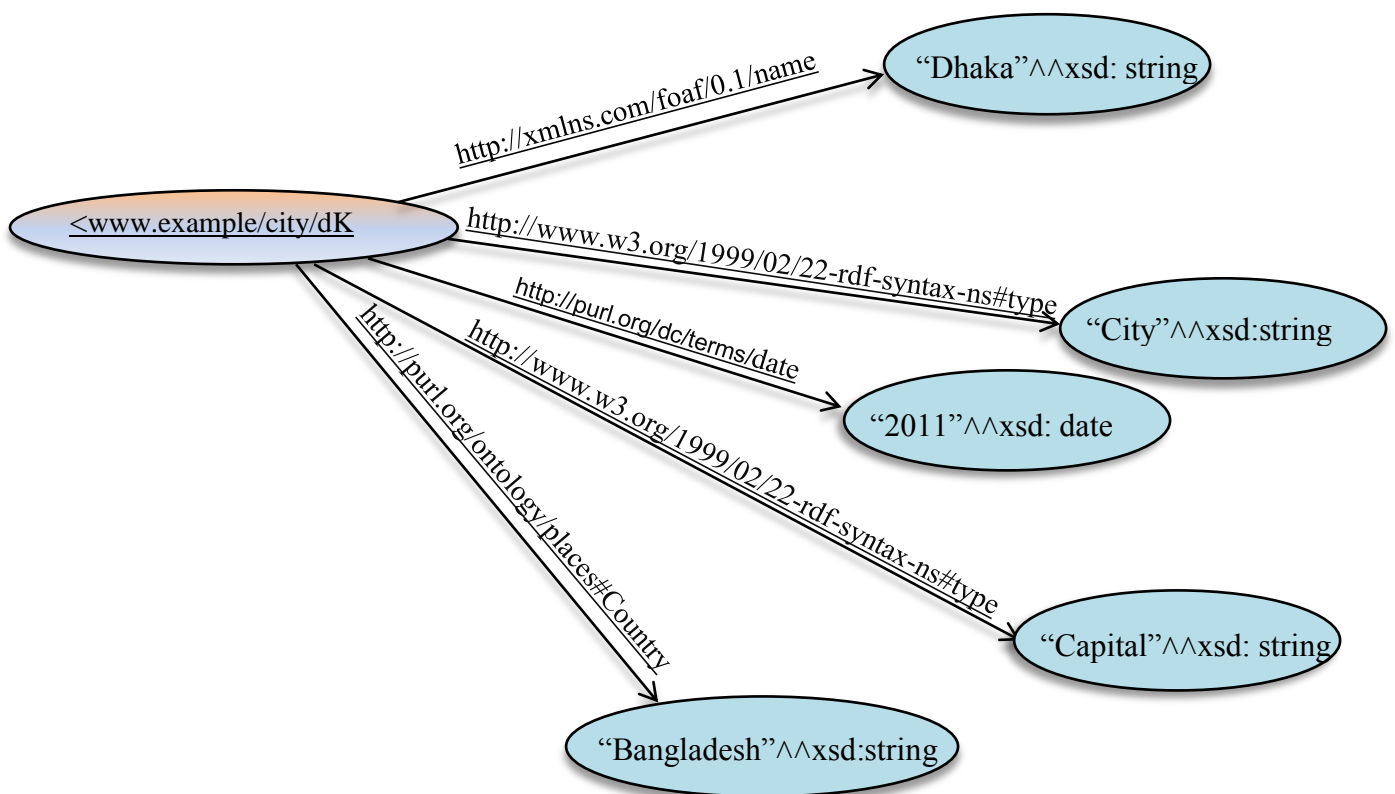 “Dhaka”^^xsd: string
http://xmlns.com/foaf/0.1/name
<www.example/city/dK
http://www.w3.org/1999/02/22-rdf-syntax-ns#type
“City”^^xsd:string
http://purl.org/dc/terms/date
“2011”^^xsd: date
http://www.w3.org/1999/02/22-rdf-syntax-ns#type
“Capital”^^xsd: string
http://purl.org/ontology/places#Country
“Bangladesh”^^xsd:string